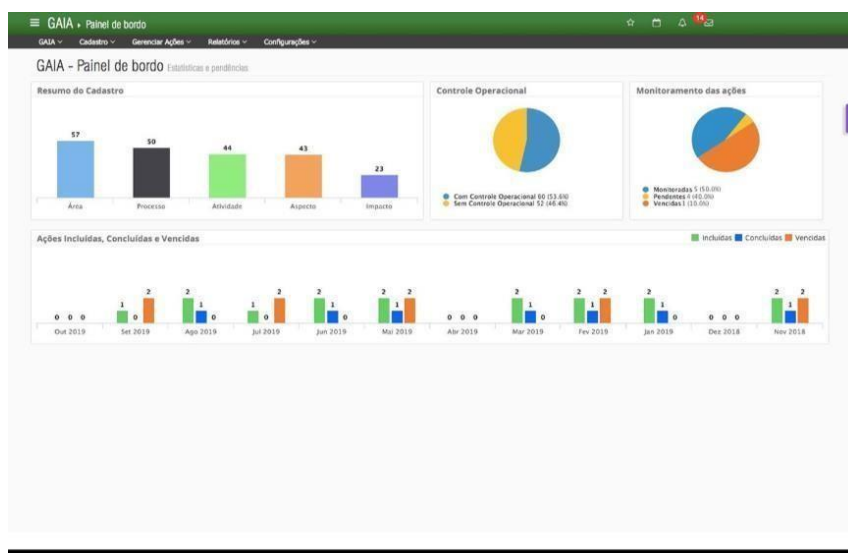 GAIA › Painel de bordo
14
GAIA Cadastro Gerenciar Ações Relatórios Configurações
GAIA - Painel de bordo Estatísticas e pendências
Resumo do Cadastro
57
50
44
43
23
Área Processo Atividade Aspecto Impacto
Controle Operacional
Com Controle Operacional 60 (53.6%)
Sem Controle Operacional 52 (46.4%)
Monitoramento das ações
Monitoradas 5 (50.0%)
Pendentes 4 (40.0%)
Vencidas 1 (10.0%)
Ações Incluídas, Concluídas e Vencidas
Incluídas Concluídas Vencidas
0 0 0 1 0 2 2 1 0 1 0 2 2 1 0 2 1 2 0 0 0 2 1 0 2 1 2 2 1 0 0 0 0 2 1 2
Out 2019 Set 2019 Ago 2019 Jul 2019 Jun 2019 Mai 2019 Abr 2019 Mar 2019 Fev 2019 Jan 2019 Dez 2018 Nov 2018